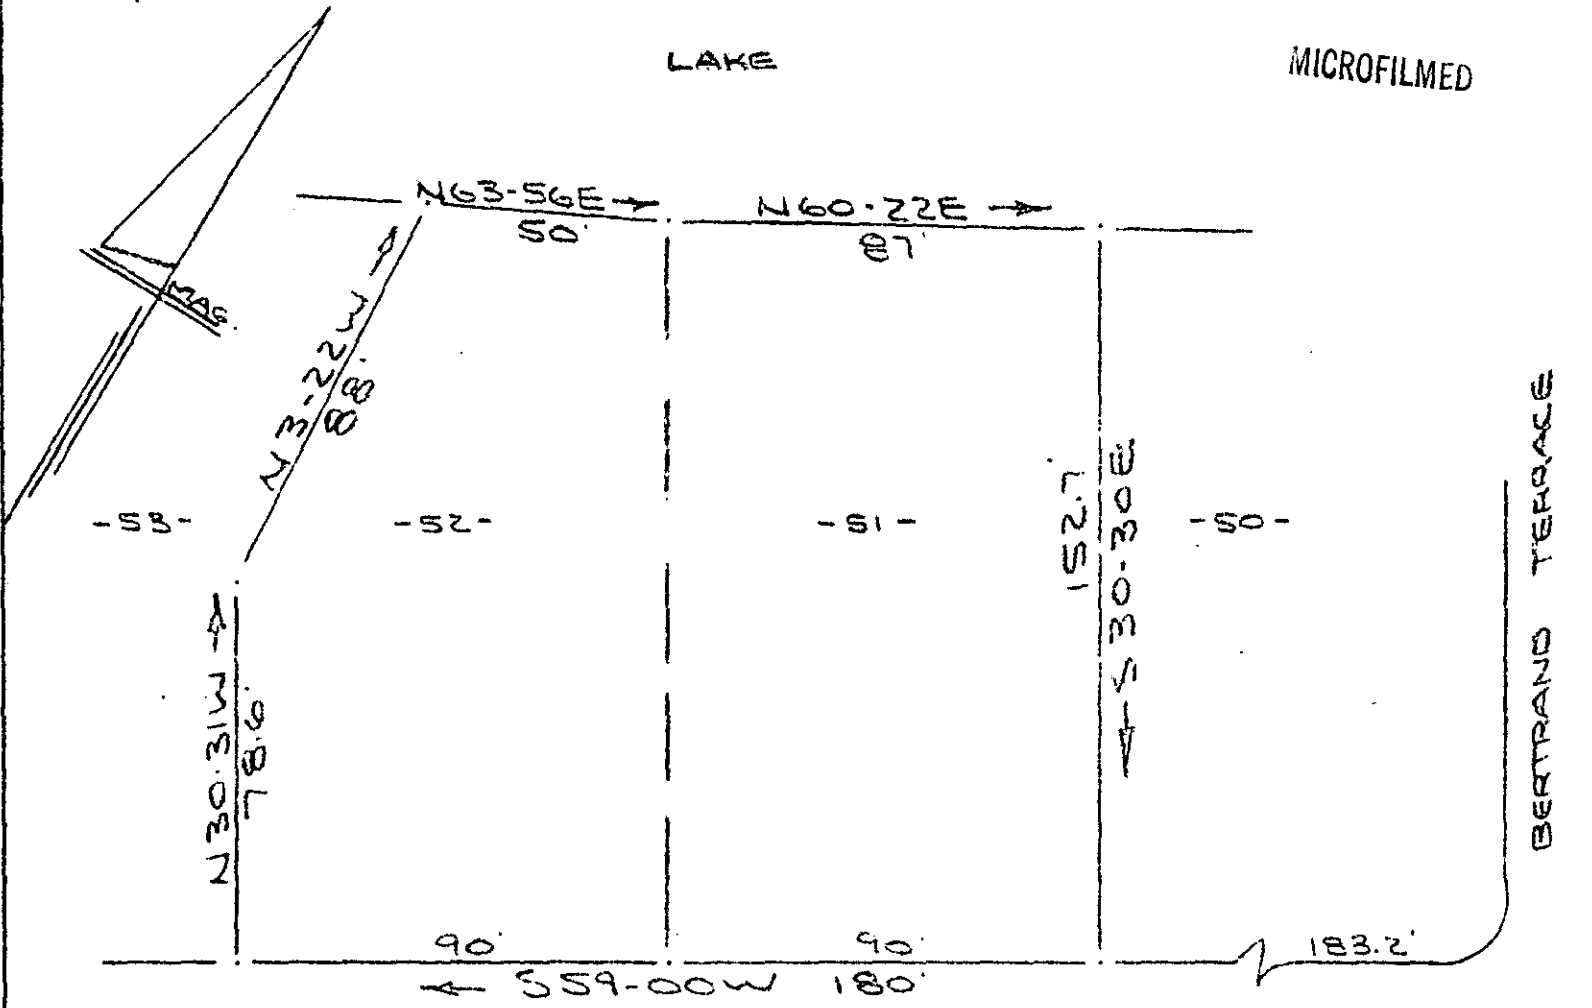 LAKE
MICROFILMED
N63-56E
50'
N60-22E
87'
MAG.
N3-22W
88'
-53-
-52-
-51-
-50-
152.7'
S30-30E
BERTRAND TERRACE
N30-31W
78.6'
90'
90'
183.2'
S59-00W 180'